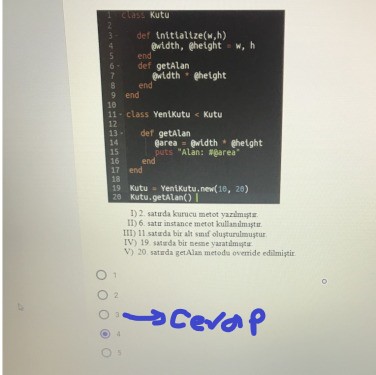 1 class Kutu
2
3 def initialize(w,h)
4 @width, @height = w, h
5 end
6 def getAlan
7 @width * @height
8 end
9 end
10
11 class YeniKutu < Kutu
12
13 def getAlan
14 @area = @width * @height
15 puts "Alan: #@area"
16 end
17 end
18
19 Kutu = YeniKutu.new(10, 20)
20 Kutu.getAlan()
I) 2. satırda kurucu metot yazılmıştır.
II) 6. satır instance metot kullanılmıştır.
III) 11.satırda bir alt sınıf oluşturulmuştur.
IV) 19. satırda bir nesne yaratılmıştır.
V) 20. satırda getAlan metodu override edilmiştir.
1
2
3 → Cevap
4
5